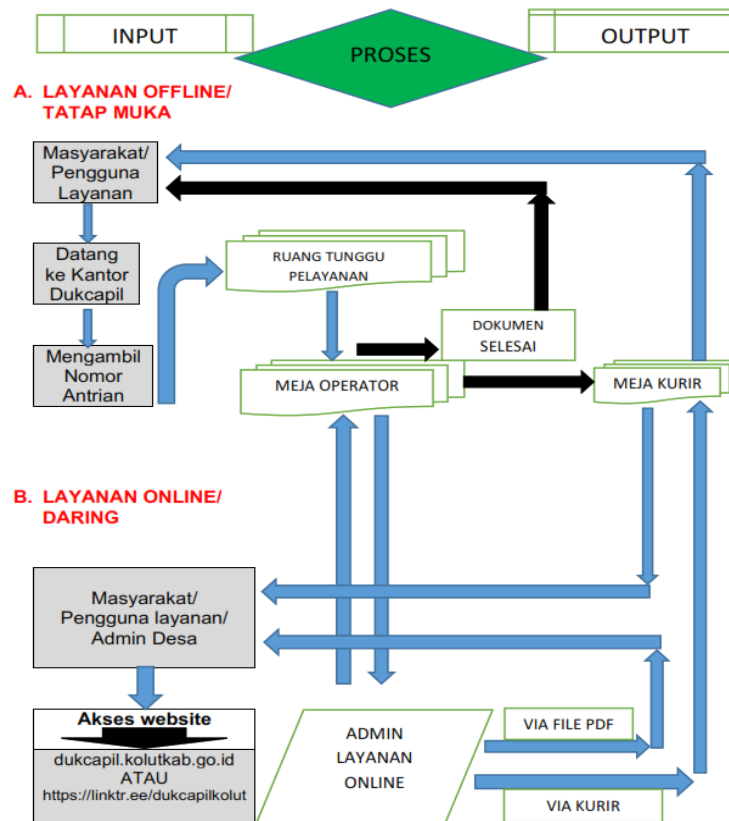 INPUT
PROSES
OUTPUT
A. LAYANAN OFFLINE/
TATAP MUKA
Masyarakat/
Pengguna
Layanan
Datang
ke Kantor
Dukcapil
Mengambil
Nomor
Antrian
RUANG TUNGGU
PELAYANAN
DOKUMEN
SELESAI
MEJA OPERATOR
MEJA KURIR
B. LAYANAN ONLINE/
DARING
Masyarakat/
Pengguna layanan/
Admin Desa
Akses website
dukcapil.kolutkab.go.id
ATAU
https://linktr.ee/dukcapilkolut
ADMIN
LAYANAN
ONLINE
VIA FILE PDF
VIA KURIR